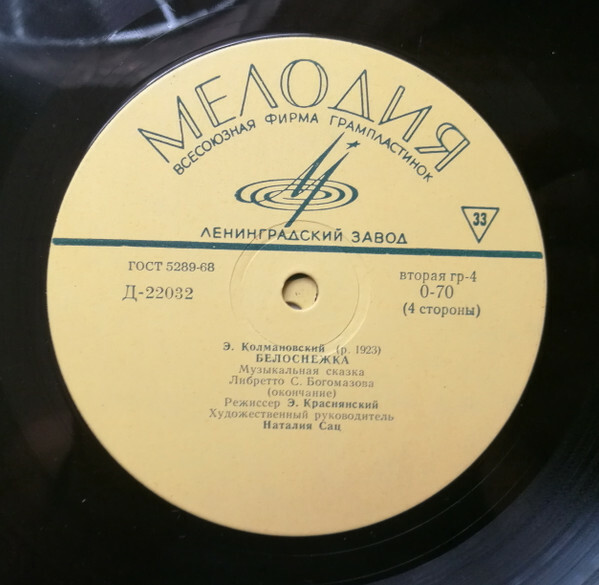 МЕЛОДИЯ
ВСЕСОЮЗНАЯ ФИРМА ГРАМПЛАСТИНОК
33
ЛЕНИНГРАДСКИЙ ЗАВОД
ГОСТ 5289-68
Д-22032
вторая гр-4
0-70
(4 стороны)
Э. Колмановский (р. 1923)
БЕЛОСНЕЖКА
Музыкальная сказка
Либретто С. Богомазова
(окончание)
Режиссер Э. Краснянский
Художественный руководитель
Наталия Сац